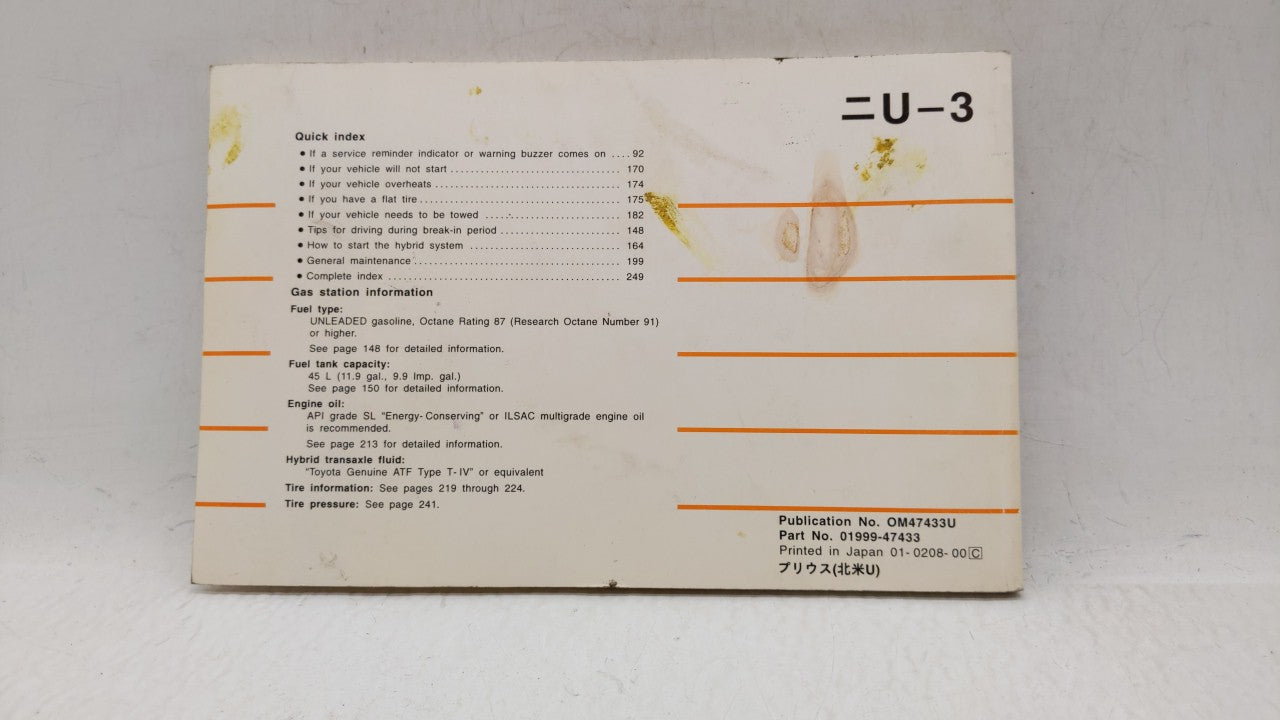 ニU－3
Quick index
● If a service reminder indicator or warning buzzer comes on ....92
● If your vehicle will not start .................................. 170
● If your vehicle overheats ..................................... 174
● If you have a flat tire ........................................ 175
● If your vehicle needs to be towed ........................... 182
● Tips for driving during break-in period ........................ 148
● How to start the hybrid system .............................. 164
● General maintenance ......................................... 199
● Complete index .............................................. 249
Gas station information
Fuel type:
UNLEADED gasoline, Octane Rating 87 (Research Octane Number 91)
or higher.
See page 148 for detailed information.
Fuel tank capacity:
45 L (11.9 gal., 9.9 Imp. gal.)
See page 150 for detailed information.
Engine oil:
API grade SL "Energy-Conserving" or ILSAC multigrade engine oil
is recommended.
See page 213 for detailed information.
Hybrid transaxle fluid:
"Toyota Genuine ATF Type T-IV" or equivalent
Tire information: See pages 219 through 224.
Tire pressure: See page 241.
Publication No. OM47433U
Part No. 01999-47433
Printed in Japan 01-0208-00 C
プリウス(北米U)